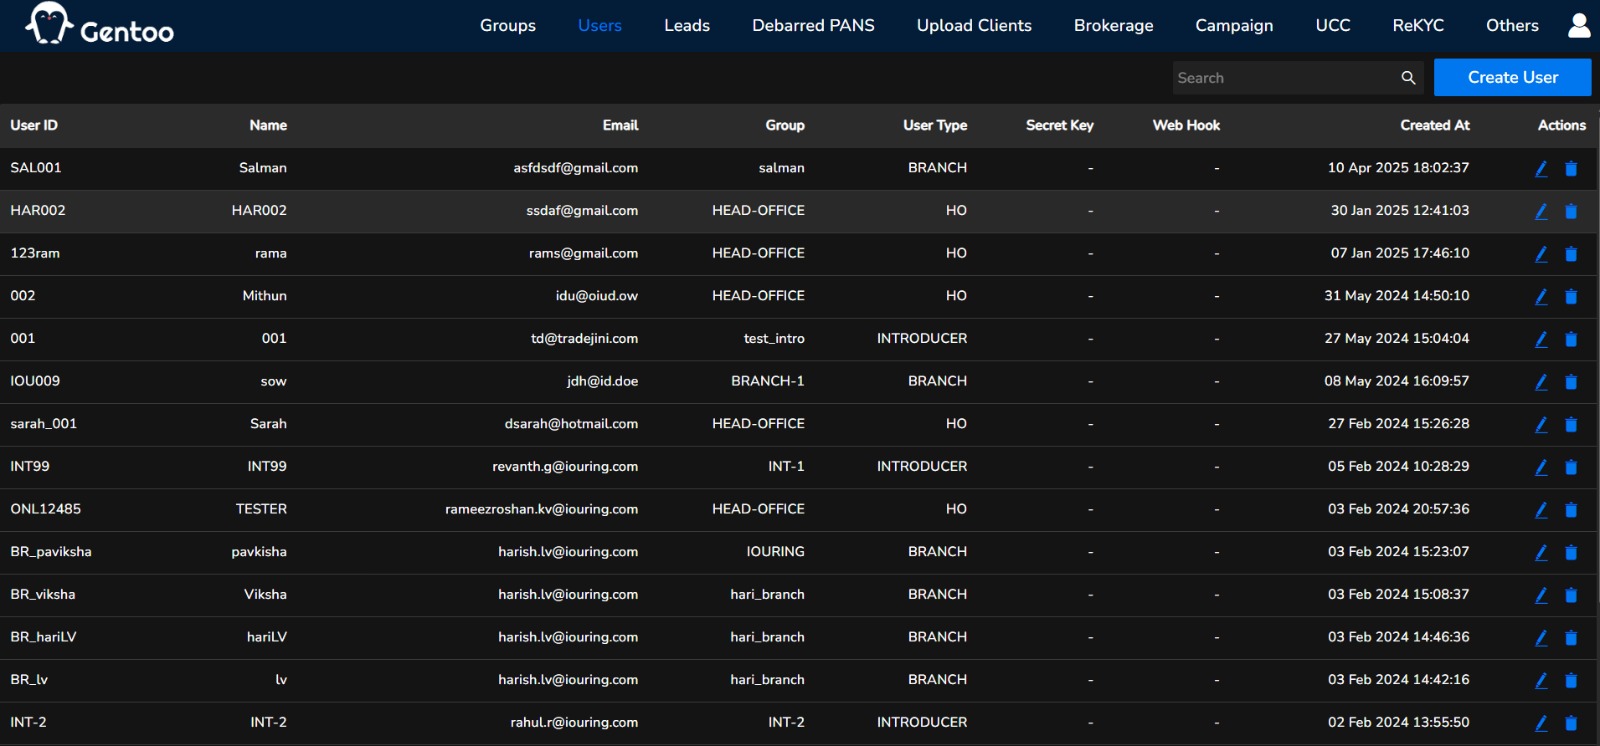 Gentoo Groups Users Leads Debarred PANS Upload Clients Brokerage Campaign UCC ReKYC Others
Search Create User
User ID Name Email Group User Type Secret Key Web Hook Created At Actions
SAL001 Salman asfdsdf@gmail.com salman BRANCH - - 10 Apr 2025 18:02:37
HAR002 HAR002 ssdaf@gmail.com HEAD-OFFICE HO - - 30 Jan 2025 12:41:03
123ram rama rams@gmail.com HEAD-OFFICE HO - - 07 Jan 2025 17:46:10
002 Mithun idu@oiud.ow HEAD-OFFICE HO - - 31 May 2024 14:50:10
001 001 td@tradejini.com test_intro INTRODUCER - - 27 May 2024 15:04:04
IOU009 sow jdh@id.doe BRANCH-1 BRANCH - - 08 May 2024 16:09:57
sarah_001 Sarah dsarah@hotmail.com HEAD-OFFICE HO - - 27 Feb 2024 15:26:28
INT99 INT99 revanth.g@iouring.com INT-1 INTRODUCER - - 05 Feb 2024 10:28:29
ONL12485 TESTER rameezroshan.kv@iouring.com HEAD-OFFICE HO - - 03 Feb 2024 20:57:36
BR_paviksha pavkisha harish.lv@iouring.com IOURING BRANCH - - 03 Feb 2024 15:23:07
BR_viksha Viksha harish.lv@iouring.com hari_branch BRANCH - - 03 Feb 2024 15:08:37
BR_hariLV hariLV harish.lv@iouring.com hari_branch BRANCH - - 03 Feb 2024 14:46:36
BR_lv lv harish.lv@iouring.com hari_branch BRANCH - - 03 Feb 2024 14:42:16
INT-2 INT-2 rahul.r@iouring.com INT-2 INTRODUCER - - 02 Feb 2024 13:55:50